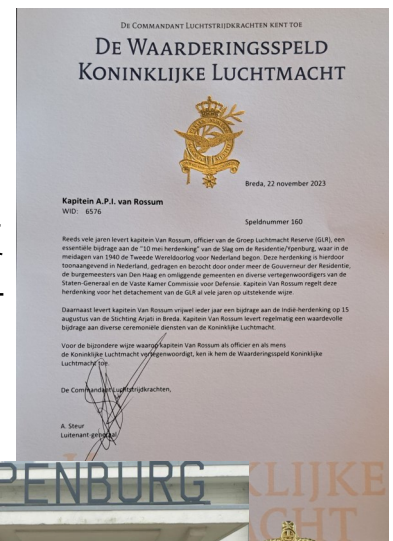 DE COMMANDANT LUCHTSTRIJDKRACHTEN KENT TOE
DE WAARDERINGSSPELD
KONINKLIJKE LUCHTMACHT
Breda, 22 november 2023
Kapitein A.P.I. van Rossum
WID: 6576
Speldnummer 160
Reeds vele jaren levert kapitein Van Rossum, officier van de Groep Luchtmacht Reserve (GLR), een
essentiële bijdrage aan de "10 mei herdenking" van de Slag om de Residentie/Ypenburg, waar in de
meidagen van 1940 de Tweede Wereldoorlog voor Nederland begon. Deze herdenking is hierdoor
toonaangevend in Nederland, gedragen en bezocht door onder meer de Gouverneur der Residentie,
de burgemeesters van Den Haag en omliggende gemeenten en diverse vertegenwoordigers van de
Staten-Generaal en de Vaste Kamer Commissie voor Defensie. Kapitein Van Rossum regelt deze
herdenking voor het detachement van de GLR al vele jaren op uitstekende wijze.
Daarnaast levert kapitein Van Rossum vrijwel ieder jaar een bijdrage aan de Indië-herdenking op 15
augustus van de Stichting Arjati in Breda. Kapitein Van Rossum levert regelmatig een waardevolle
bijdrage aan diverse ceremoniële diensten van de Koninklijke Luchtmacht.
Voor de bijzondere wijze waarop kapitein Van Rossum als officier en als mens
de Koninklijke Luchtmacht vertegenwoordigt, ken ik hem de Waarderingsspeld Koninklijke
Luchtmacht toe.
De Commandant Luchtstrijdkrachten,
A. Steur
Luitenant-generaal
PENBURG
KLIJKE
ACHT